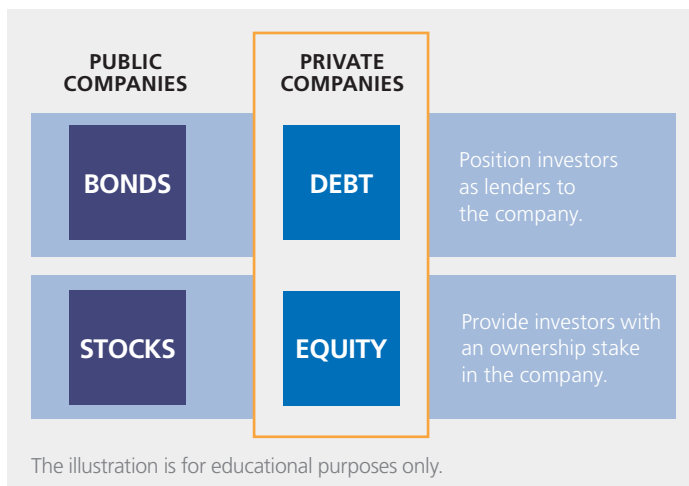 PUBLIC
COMPANIES
PRIVATE
COMPANIES
BONDS
DEBT
Position investors
as lenders to
the company.
STOCKS
EQUITY
Provide investors with
an ownership stake
in the company.
The illustration is for educational purposes only.